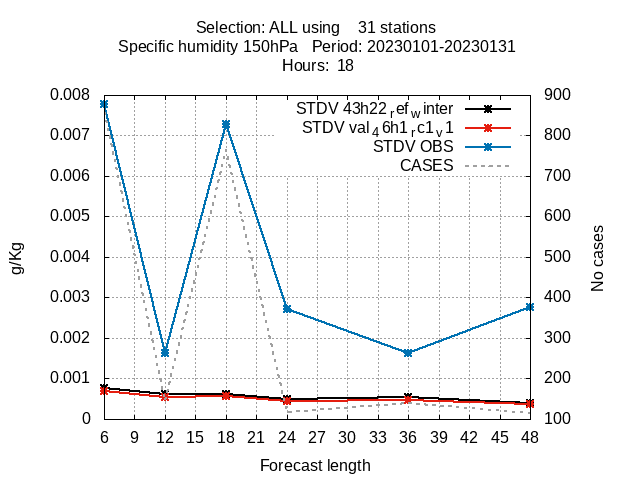 Selection: ALL using    31 stations
Specific humidity 150hPa   Period: 20230101-20230131
Hours:  18
STDV 43h22refwinter
STDV val46h1rc1v1
STDV OBS
CASES
0.008
0.007
0.006
0.005
0.004
0.003
0.002
0.001
0
900
800
700
600
500
400
300
200
100
g/Kg
No cases
6 9 12 15 18 21 24 27 30 33 36 39 42 45 48
Forecast length